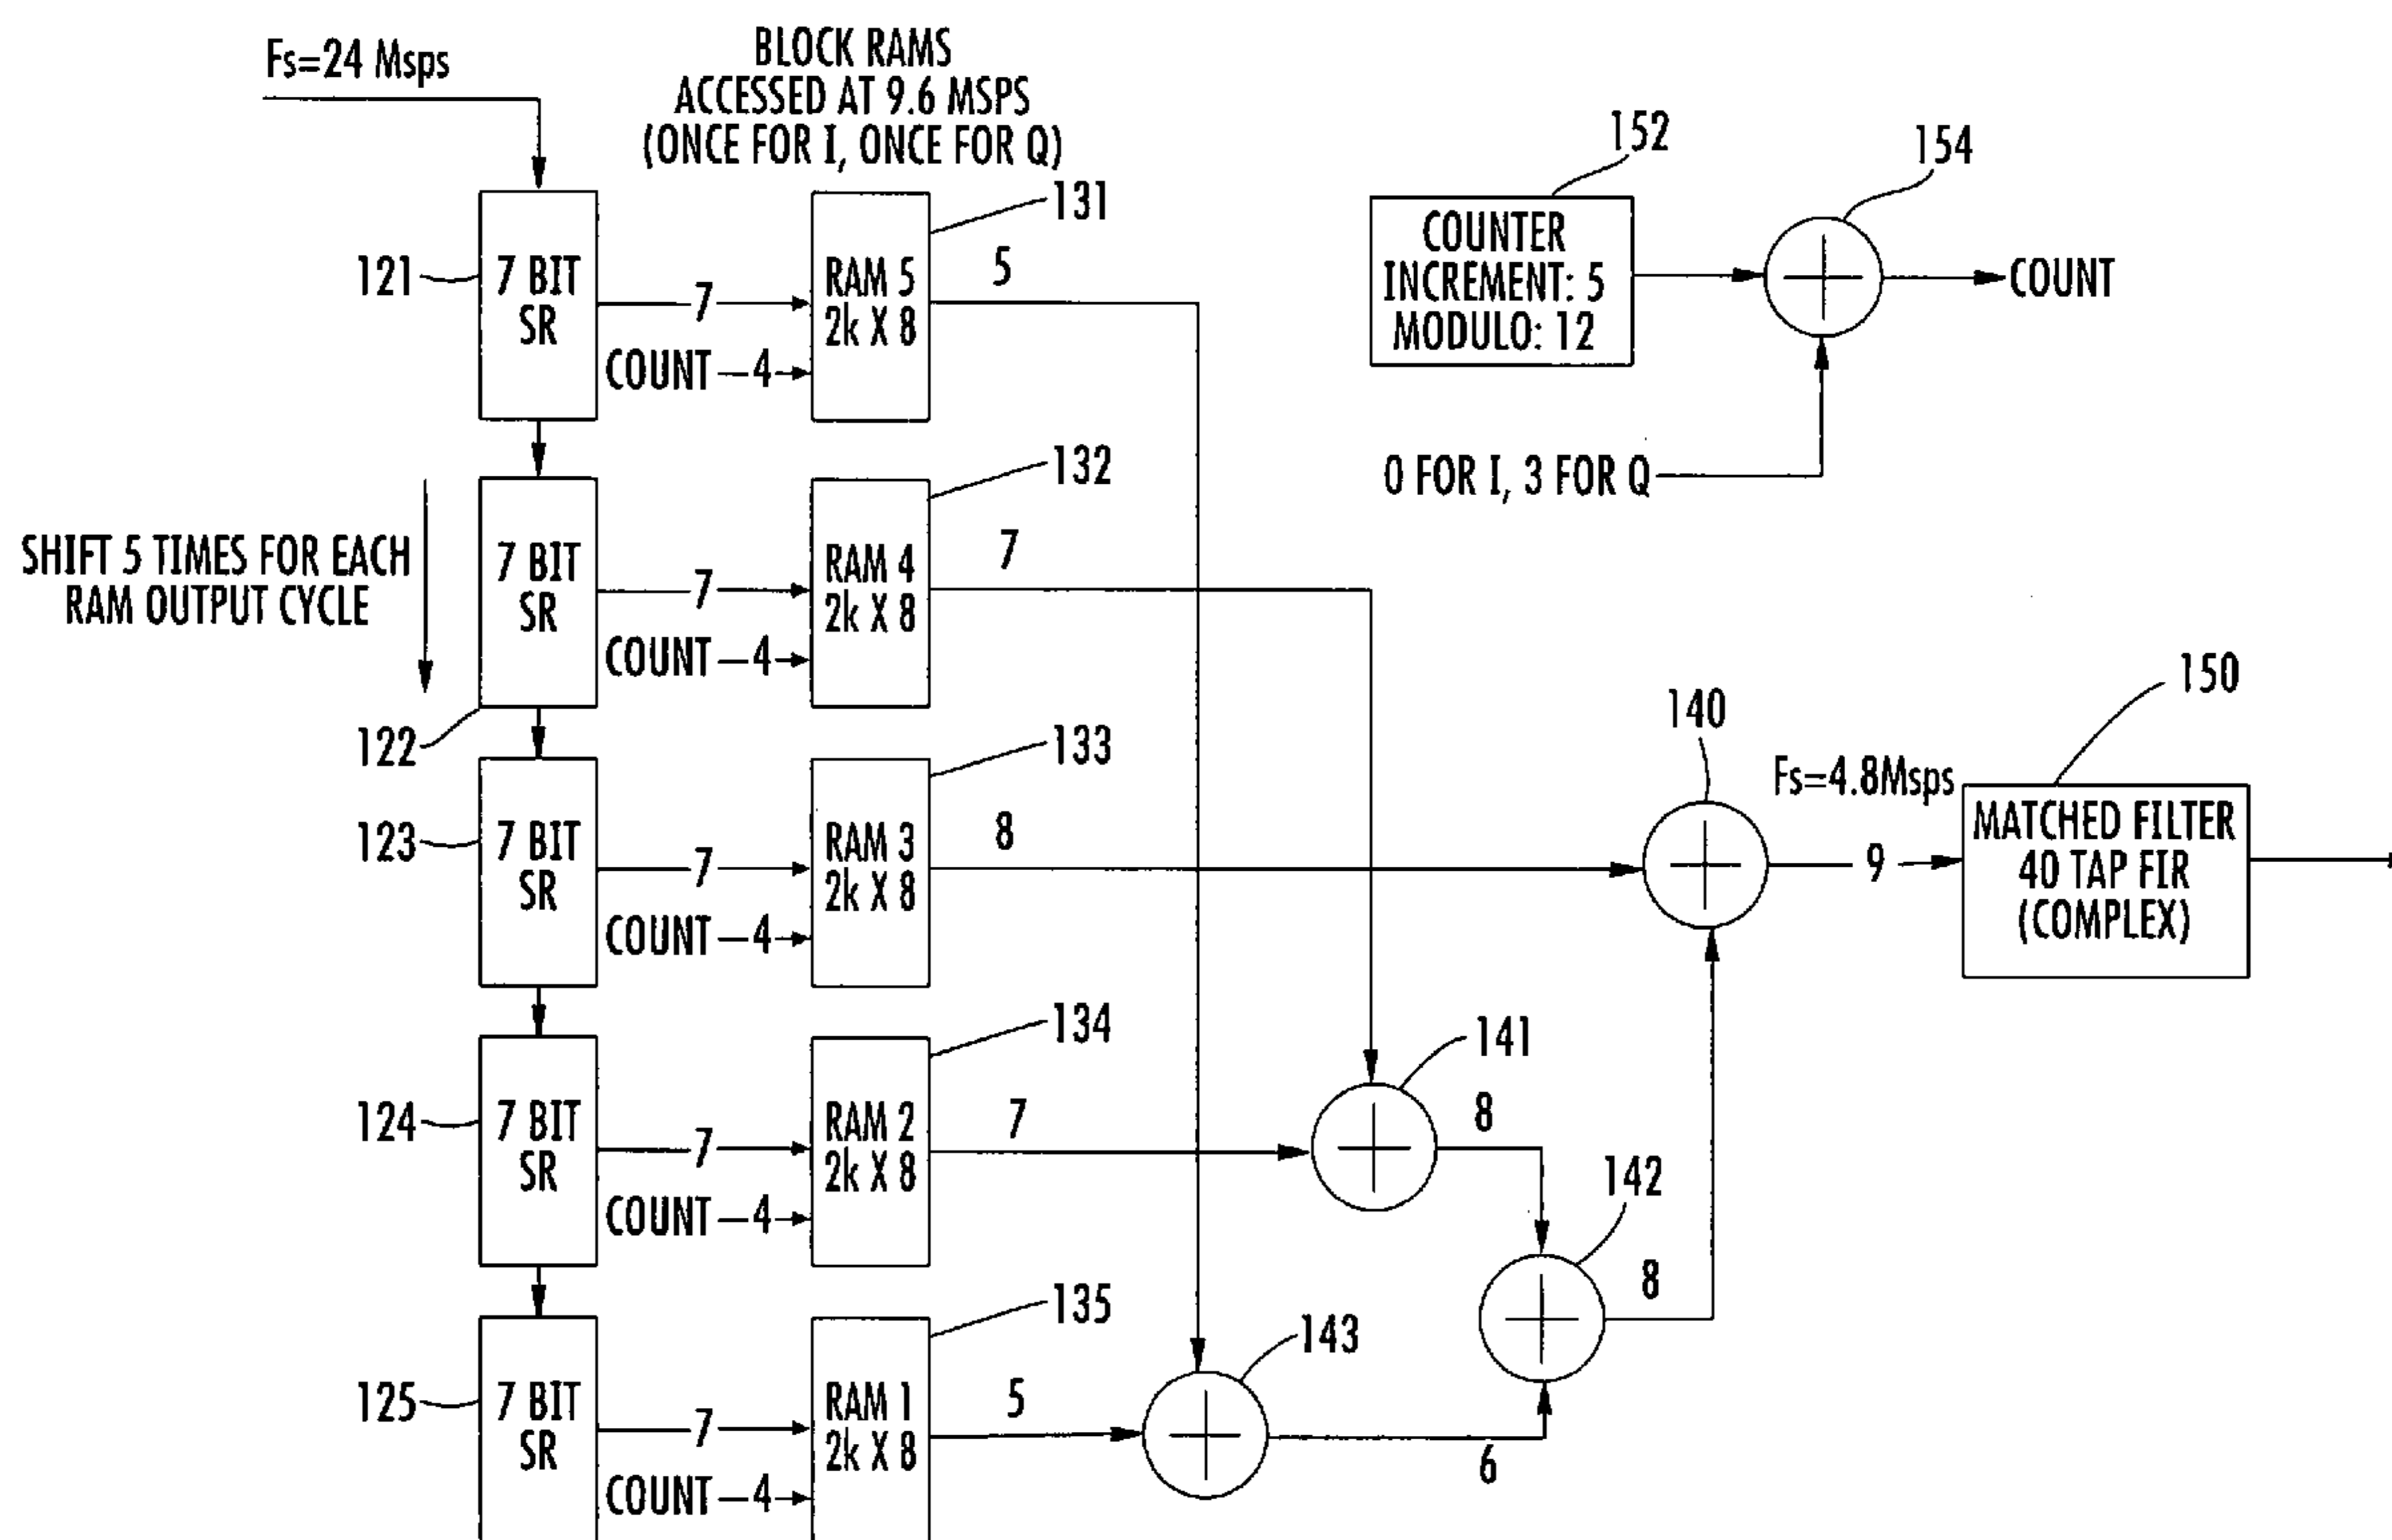 Fs=24 Msps
BLOCK RAMS
ACCESSED AT 9.6 MSPS
(ONCE FOR I, ONCE FOR Q)
121
7 BIT
SR
7
COUNT 4
RAM 5
2k X 8
131
5
152
COUNTER
INCREMENT: 5
MODULO: 12
154
COUNT
0 FOR I, 3 FOR Q
SHIFT 5 TIMES FOR EACH
RAM OUTPUT CYCLE
122
7 BIT
SR
7
COUNT 4
RAM 4
2k X 8
132
7
123
7 BIT
SR
7
COUNT 4
RAM 3
2k X 8
133
8
140
Fs=4.8Msps
9
150
MATCHED FILTER
40 TAP FIR
(COMPLEX)
124
7 BIT
SR
7
COUNT 4
RAM 2
2k X 8
134
7
141
8
142
8
125
7 BIT
SR
7
COUNT 4
RAM 1
2k X 8
135
5
143
6